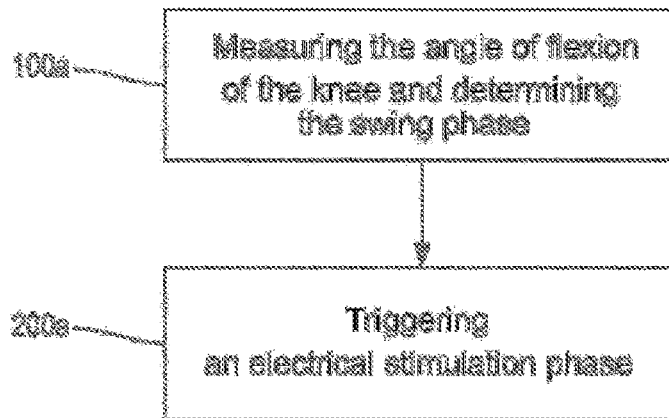 100a
Measuring the angle of flexion
of the knee and determining
the swing phase
200a
Triggering
an electrical stimulation phase